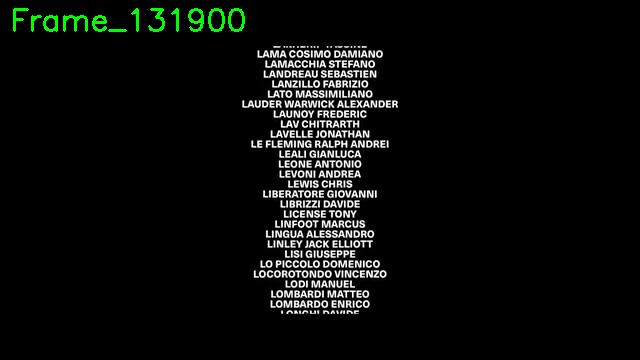 Frame_131900
LAMA COSIMO DAMIANO
LAMACCHIA STEFANO
LANDREAU SEBASTIEN
LANZILLO FABRIZIO
LATO MASSIMILIANO
LAUDER WARWICK ALEXANDER
LAUNOY FREDERIC
LAV CHITRARTH
LAVELLE JONATHAN
LE FLEMING RALPH ANDREI
LEALI GIANLUCA
LEONE ANTONIO
LEVONI ANDREA
LEWIS CHRIS
LIBERATORE GIOVANNI
LIBRIZZI DAVIDE
LICENSE TONY
LINFOOT MARCUS
LINGUA ALESSANDRO
LINLEY JACK ELLIOTT
LISI GIUSEPPE
LO PICCOLO DOMENICO
LOCOROTONDO VINCENZO
LODI MANUEL
LOMBARDI MATTEO
LOMBARDO ENRICO
LONGHI DAVIDE